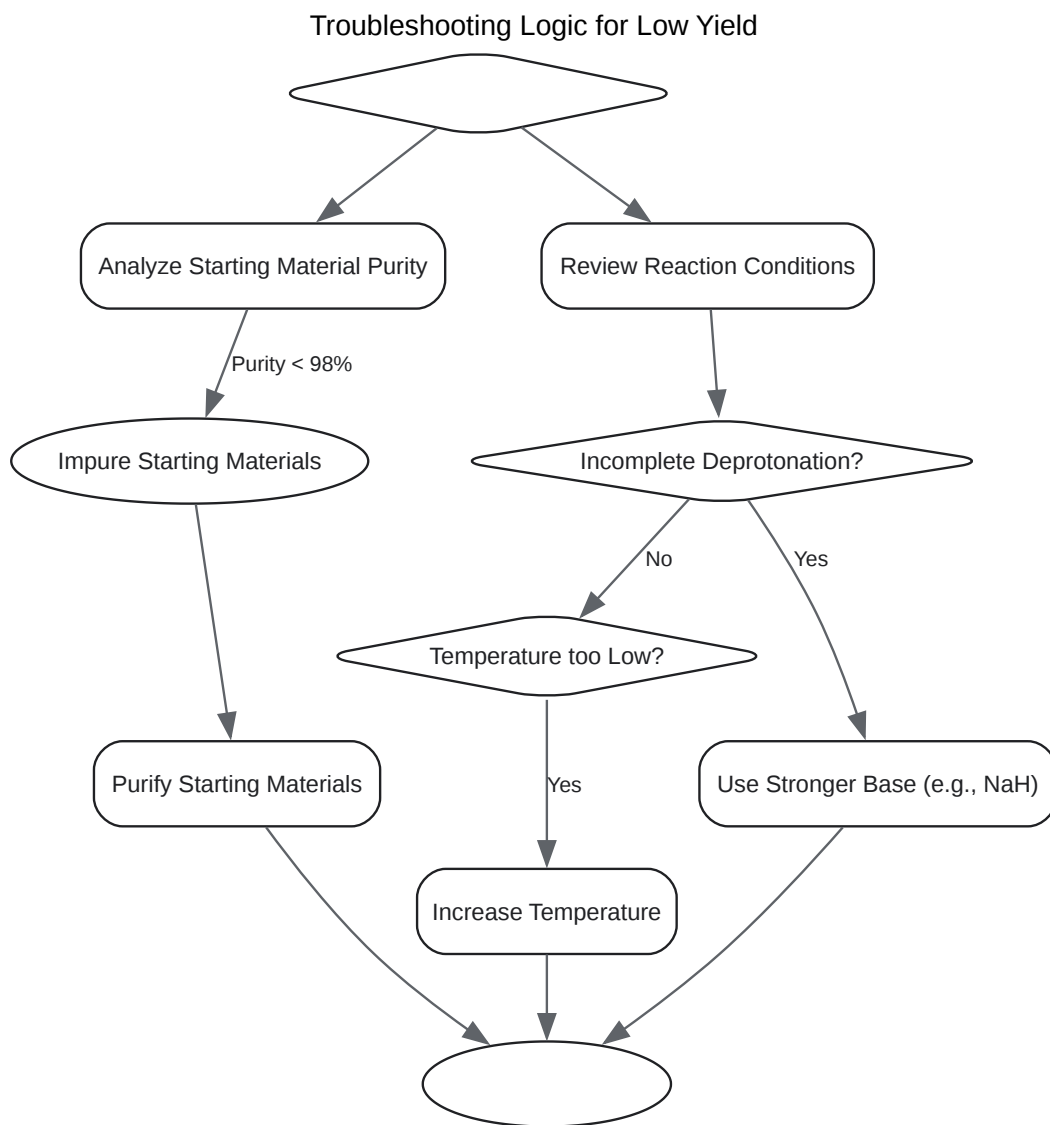 Troubleshooting Logic for Low Yield
Analyze Starting Material Purity
Review Reaction Conditions
Purity < 98%
Impure Starting Materials
Incomplete Deprotonation?
No
Yes
Temperature too Low?
Purify Starting Materials
Yes
Use Stronger Base (e.g., NaH)
Increase Temperature